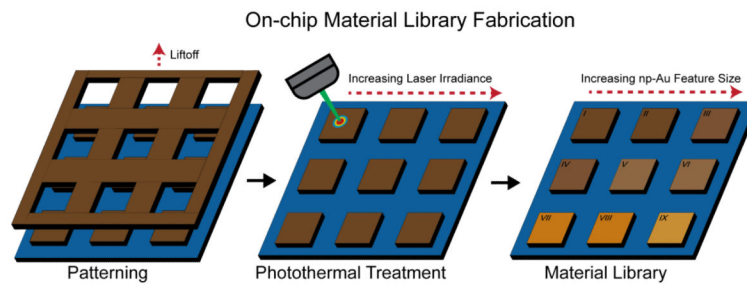 On-chip Material Library Fabrication
Liftoff
Increasing Laser Irradiance
Increasing np-Au Feature Size
I
II
III
IV
V
VI
VII
VIII
IX
Patterning
Photothermal Treatment
Material Library